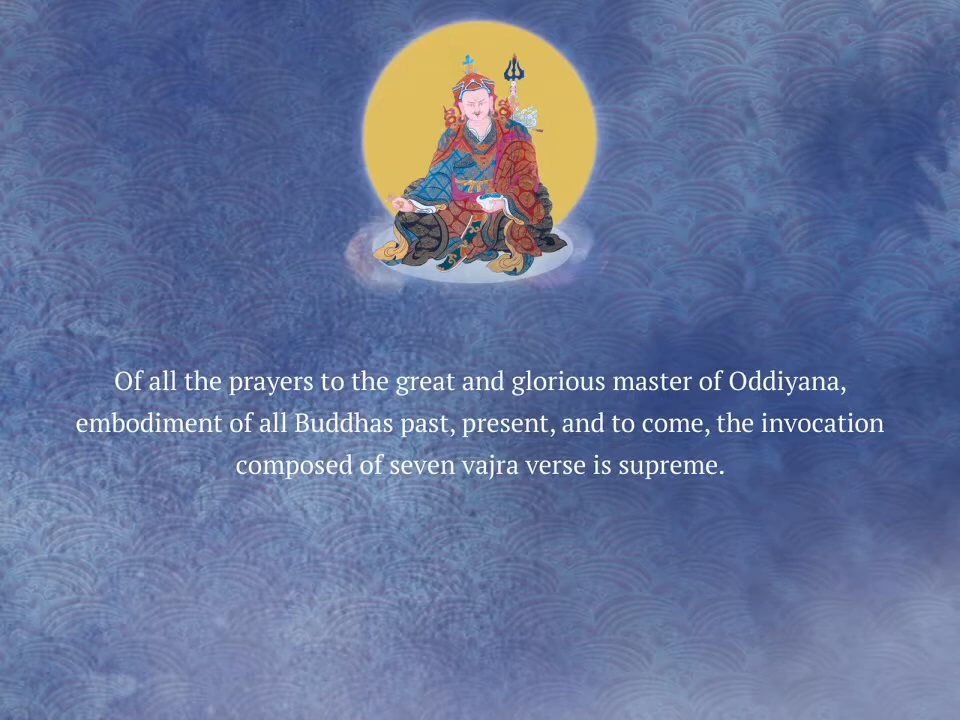 Of all the prayers to the great and glorious master of Oddiyana,
embodiment of all Buddhas past, present, and to come, the invocation
composed of seven vajra verse is supreme.